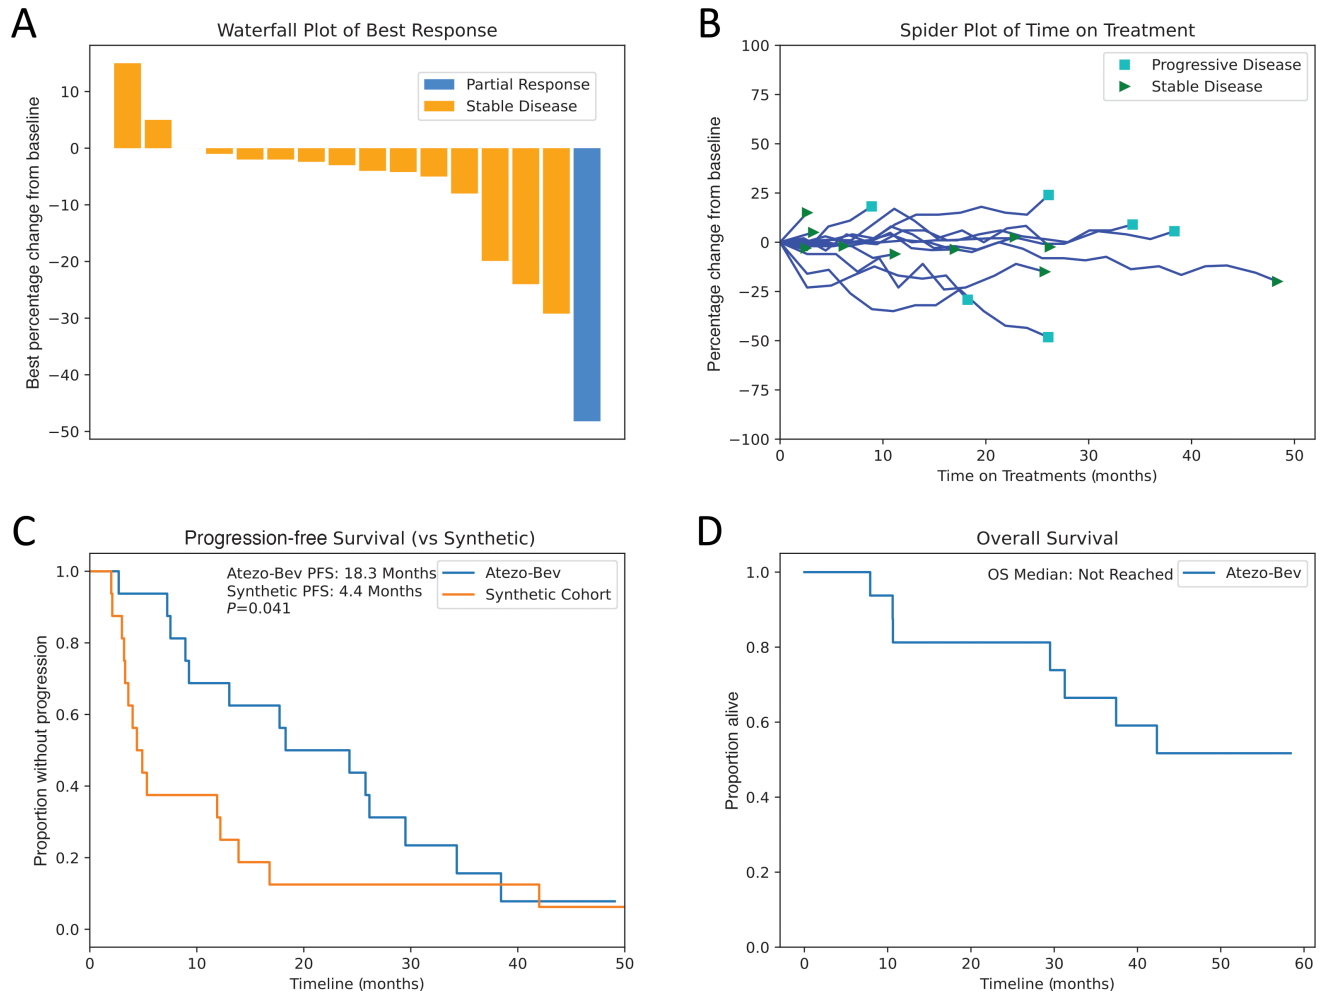 A
Waterfall Plot of Best Response
Best percentage change from baseline
10
0
−10
−20
−30
−40
−50
Partial Response
Stable Disease
B
Spider Plot of Time on Treatment
Percentage change from baseline
100
75
50
25
0
−25
−50
−75
−100
Progressive Disease
Stable Disease
0 10 20 30 40 50
Time on Treatments (months)
C
Progression-free Survival (vs Synthetic)
Proportion without progression
1.0
0.8
0.6
0.4
0.2
0.0
Atezo-Bev PFS: 18.3 Months
Synthetic PFS: 4.4 Months
P=0.041
Atezo-Bev
Synthetic Cohort
0 10 20 30 40 50
Timeline (months)
D
Overall Survival
Proportion alive
1.0
0.8
0.6
0.4
0.2
0.0
OS Median: Not Reached
Atezo-Bev
0 10 20 30 40 50 60
Timeline (months)